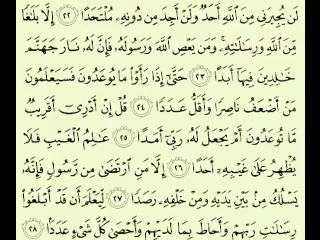 لَن يُجِيرَنِي مِنَ ٱللَّهِ أَحَدٌ وَلَنْ أَجِدَ مِن دُونِهِۦ مُلْتَحَدًا ٢٢ إِلَّا بَلَٰغًا
مِّنَ ٱللَّهِ وَرِسَٰلَٰتِهِۦ وَمَن يَعْصِ ٱللَّهَ وَرَسُولَهُۥ فَإِنَّ لَهُۥ نَارَ جَهَنَّمَ
خَٰلِدِينَ فِيهَآ أَبَدًا ٢٣ حَتَّىٰٓ إِذَا رَأَوْا۟ مَا يُوعَدُونَ فَسَيَعْلَمُونَ
مَنْ أَضْعَفُ نَاصِرًا وَأَقَلُّ عَدَدًا ٢٤ قُلْ إِنْ أَدْرِىٓ أَقَرِيبٌ
مَّا تُوعَدُونَ أَمْ يَجْعَلُ لَهُۥ رَبِّىٓ أَمَدًا ٢٥ عَٰلِمُ ٱلْغَيْبِ فَلَا
يُظْهِرُ عَلَىٰ غَيْبِهِۦٓ أَحَدًا ٢٦ إِلَّا مَنِ ٱرْتَضَىٰ مِن رَّسُولٍ فَإِنَّهُۥ
يَسْلُكُ مِنۢ بَيْنِ يَدَيْهِ وَمِنْ خَلْفِهِۦ رَصَدًا ٢٧ لِّيَعْلَمَ أَن قَدْ أَبْلَغُوا۟
رِسَٰلَٰتِ رَبِّهِمْ وَأَحَاطَ بِمَا لَدَيْهِمْ وَأَحْصَىٰ كُلَّ شَىْءٍ عَدَدًۢا ٢٨